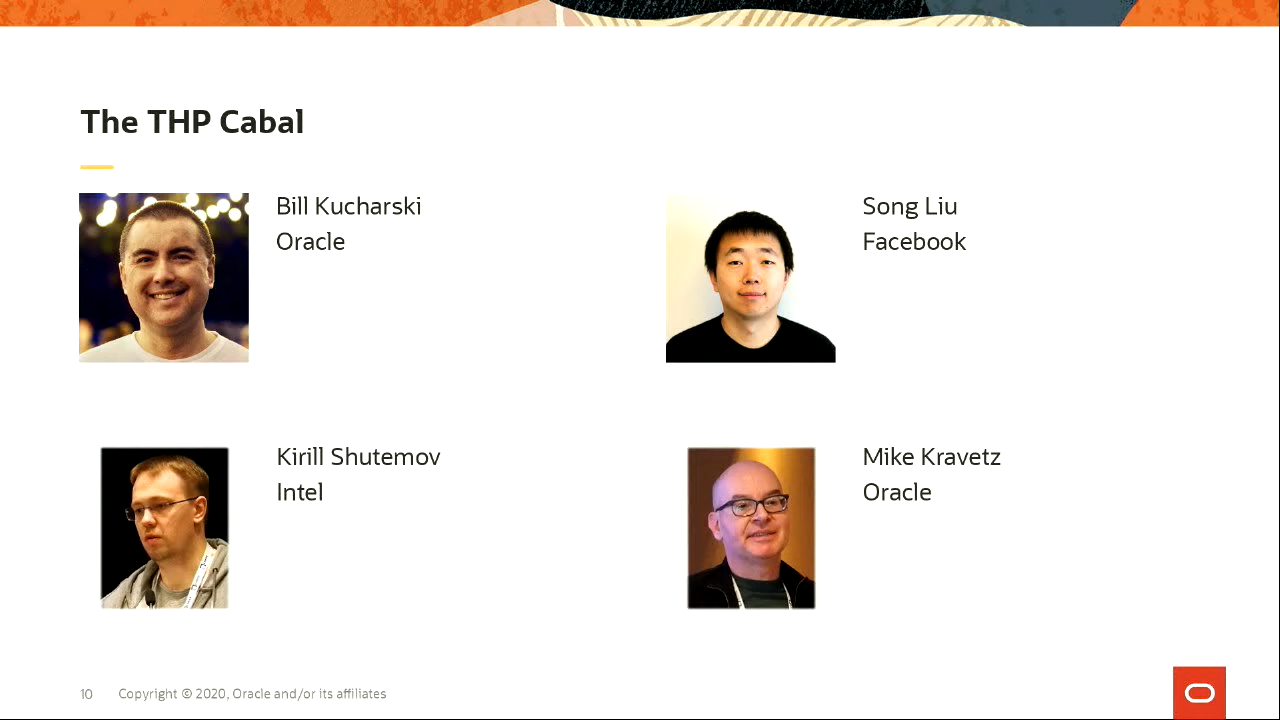 The THP Cabal
Bill Kucharski
Oracle
Song Liu
Facebook
Kirill Shutemov
Intel
Mike Kravetz
Oracle
10 Copyright © 2020, Oracle and/or its affiliates